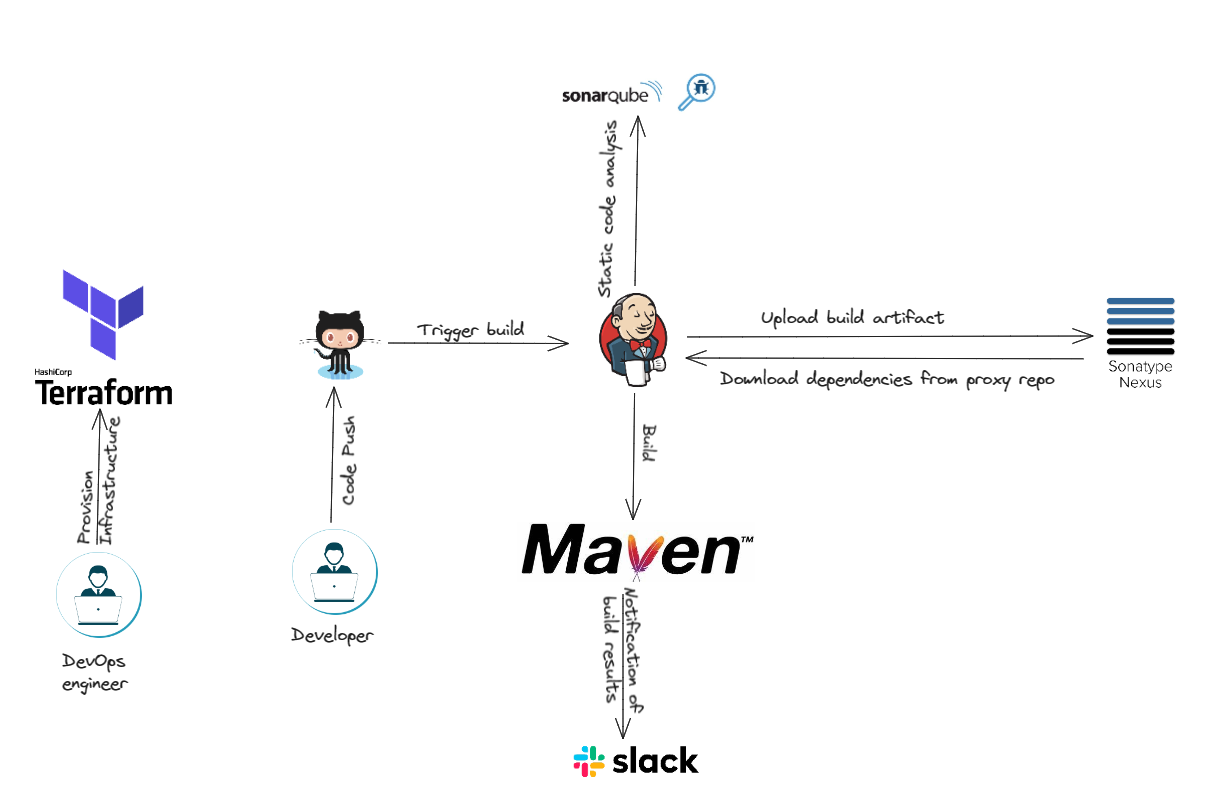 sonarqube
Static code analysis
HashiCorp
Terraform
Trigger build
Upload build artifact
Download dependencies from proxy repo
Sonatype
Nexus
Provision
Infrastructure
Code Push
Build
Maven™
DevOps
engineer
Developer
Notification of
build results
slack